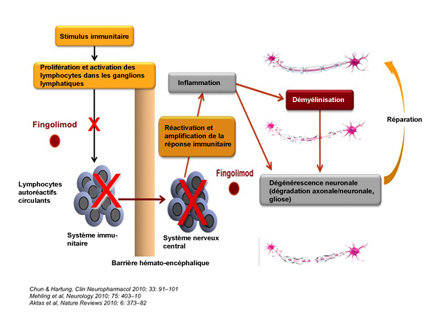 Stimulus immunitaire
Prolifération et activation des
lymphocytes dans les ganglions
lymphatiques
Fingolimod
X
Lymphocytes
autoréactifs
circulants
Système immu-
nitaire
Inflammation
Réactivation et
amplification de la
réponse immunitaire
Fingolimod
X
X
Système nerveux
central
Barrière hémato-encéphalique
Démyélinisation
Réparation
Dégénérescence neuronale
(dégradation axonale/neuronale,
gliose)
Chun & Hartung, Clin Neuropharmacol 2010; 33: 91–101
Mehling et al, Neurology 2010; 75: 403–10
Aktas et al, Nature Reviews 2010; 6: 373–82